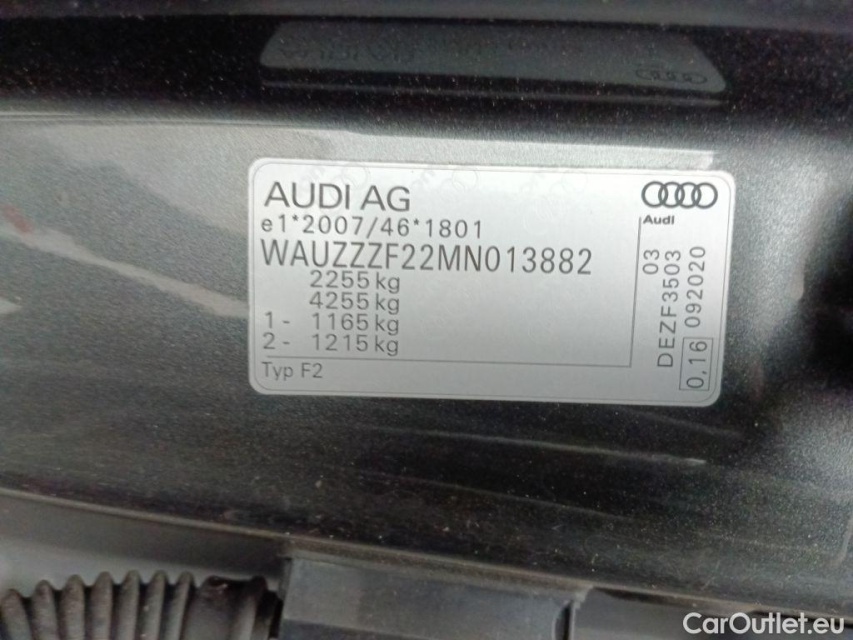 AUDI AG
e1*2007/46*1801
WAUZZZF22MN013882
2255 kg
4255 kg
1 - 1165 kg
2 - 1215 kg
Typ F2
Audi
03
DEZF3503
0,16 092020
CarOutlet.eu